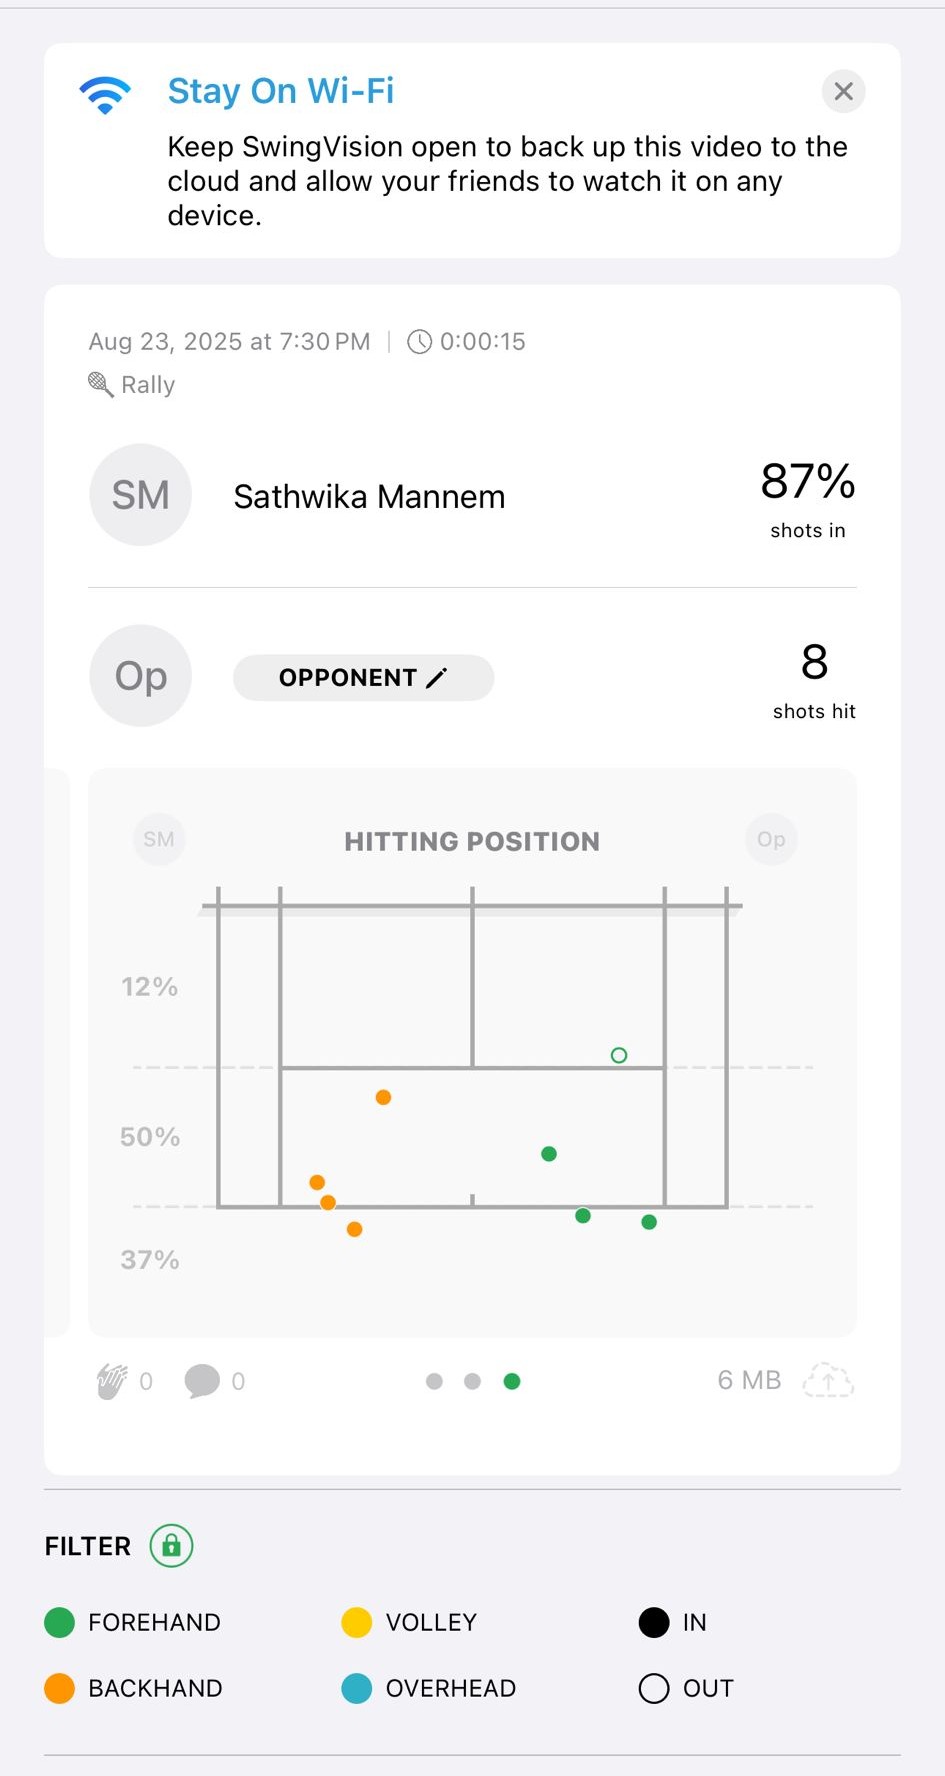 Stay On Wi-Fi
Keep SwingVision open to back up this video to the
cloud and allow your friends to watch it on any
device.
Aug 23, 2025 at 7:30 PM | 0:00:15
Rally
SM Sathwika Mannem 87%
shots in
Op OPPONENT 8
shots hit
SM HITTING POSITION Op
12%
50%
37%
0 0 6 MB
FILTER
FOREHAND VOLLEY IN
BACKHAND OVERHEAD OUT